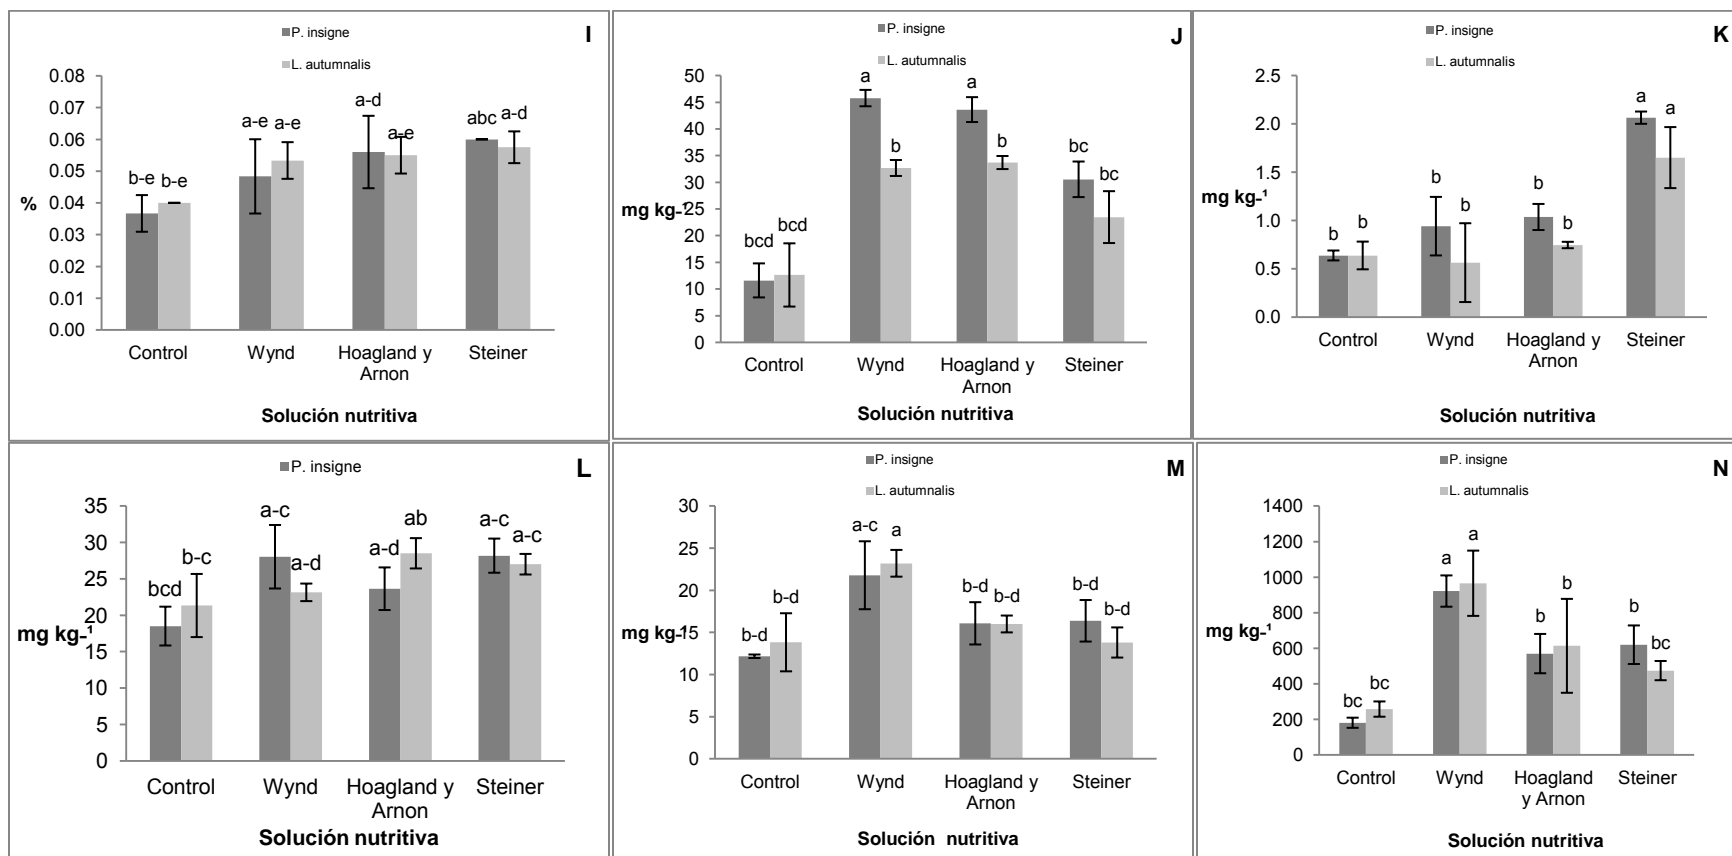 P. insigne
I
L. autumnalis
0.08
0.07
0.06
0.05
0.04
0.03
0.02
0.01
0.00
%
b-e b-e a-e a-e a-d a-e abc a-d
Control Wynd Hoagland y Arnon Steiner
Solución nutritiva
P. insigne
J
L. autumnalis
50
45
40
35
30
25
20
15
10
5
0
mg kg-¹
bcd bcd a b a b bc bc
Control Wynd Hoagland y Arnon Steiner
Solución nutritiva
P. insigne
K
L. autumnalis
2.5
2.0
1.5
1.0
0.5
0.0
mg kg-¹
b b b b b b a a
Control Wynd Hoagland y Arnon Steiner
Solución nutritiva
P. insigne
L
35
30
25
20
15
10
5
0
mg kg-¹
bcd b-c a-c a-d a-d ab a-c a-c
Control Wynd Hoagland y Arnon Steiner
Solución nutritiva
P. insigne
M
L. autumnalis
30
25
20
15
10
5
0
mg kg-¹
b-d b-d a-c a b-d b-d b-d b-d
Control Wynd Hoagland y Arnon Steiner
Solución nutritiva
P. insigne
N
L. autumnalis
1400
1200
1000
800
600
400
200
0
mg kg-¹
bc bc a a b b b bc
Control Wynd Hoagland y Arnon Steiner
Solución nutritiva